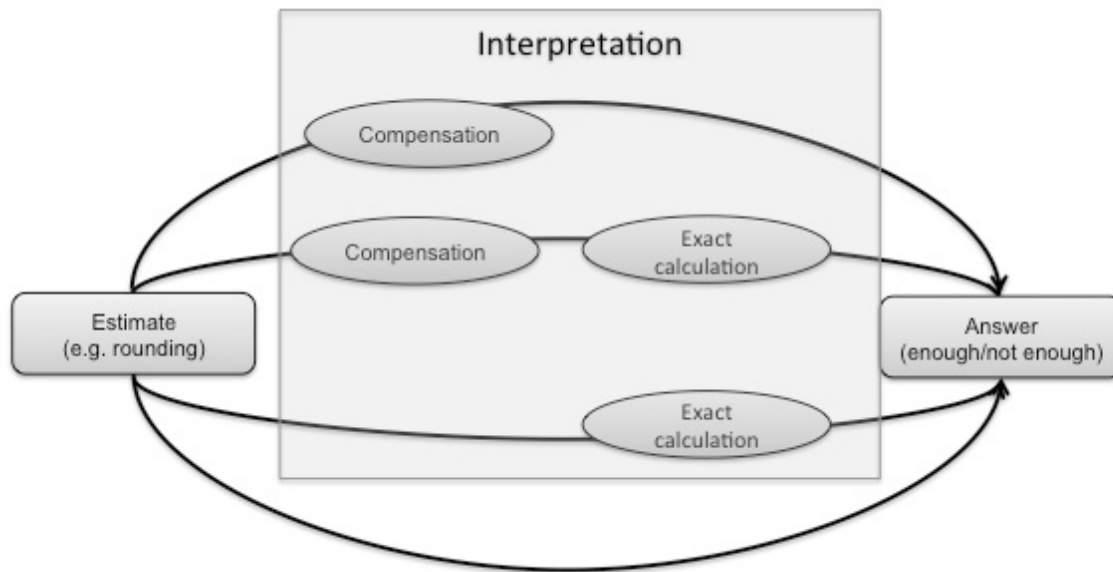 Interpretation
Compensation
Compensation
Exact
calculation
Estimate
(e.g. rounding)
Answer
(enough/not enough)
Exact
calculation